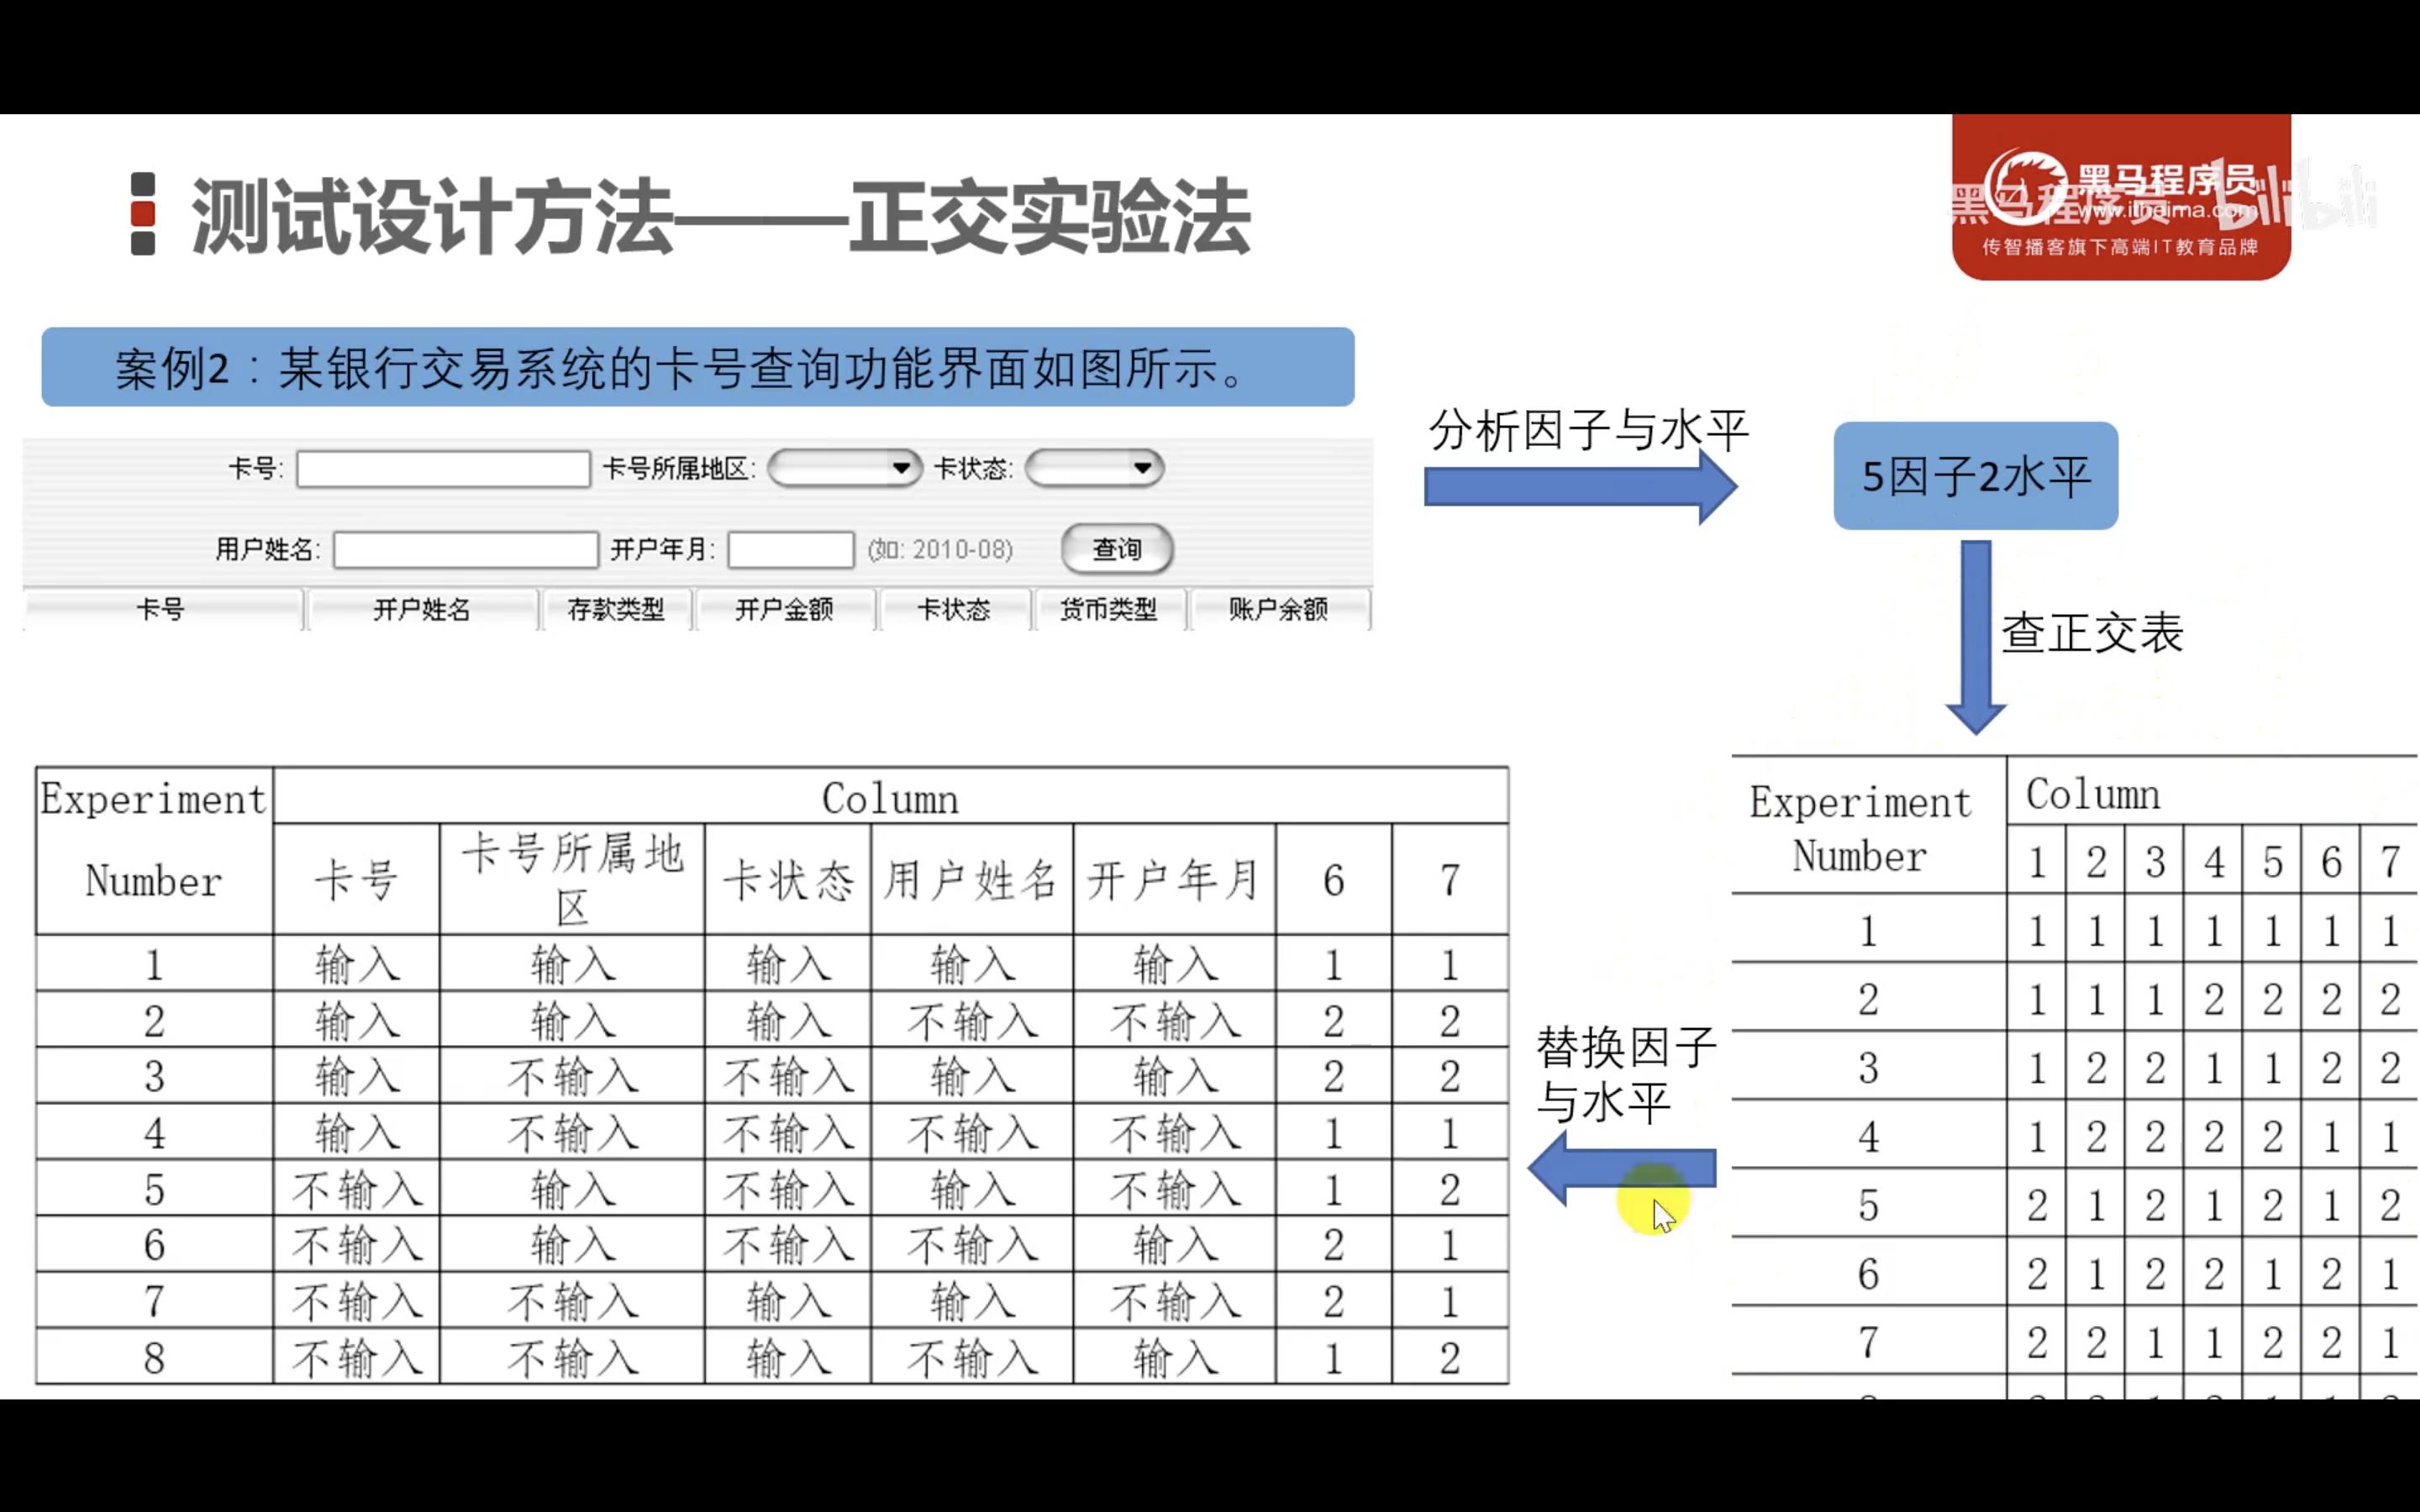 测试设计方法——正交实验法
黑马程序员
www.itheima.com
传智播客旗下高端IT教育品牌
黑马程序员 bilibili
案例2：某银行交易系统的卡号查询功能界面如图所示。
卡号: 卡号所属地区: 卡状态:
用户姓名: 开户年月: (如: 2010-08) 查询
卡号 开户姓名 存款类型 开户金额 卡状态 货币类型 账户余额
分析因子与水平
5因子2水平
查正交表
Experiment Number Column
卡号 卡号所属地区 卡状态 用户姓名 开户年月 6 7
1 输入 输入 输入 输入 输入 1 1
2 输入 输入 输入 不输入 不输入 2 2
3 输入 不输入 不输入 输入 输入 2 2
4 输入 不输入 不输入 不输入 不输入 1 1
5 不输入 输入 不输入 输入 不输入 1 2
6 不输入 输入 不输入 不输入 输入 2 1
7 不输入 不输入 输入 输入 不输入 2 1
8 不输入 不输入 输入 不输入 输入 1 2
替换因子
与水平
Experiment Number Column
1 2 3 4 5 6 7
1 1 1 1 1 1 1 1
2 1 1 1 2 2 2 2
3 1 2 2 1 1 2 2
4 1 2 2 2 2 1 1
5 2 1 2 1 2 1 2
6 2 1 2 2 1 2 1
7 2 2 1 1 2 2 1